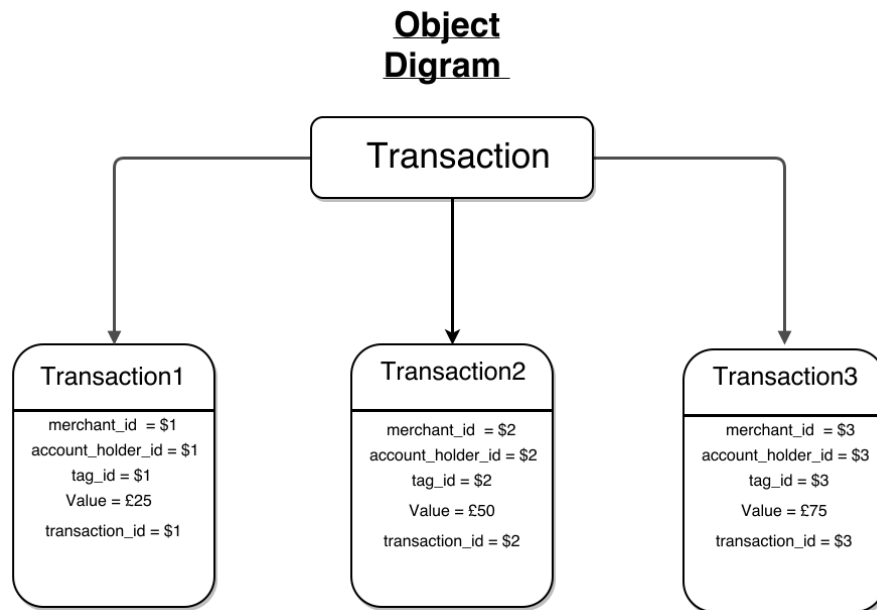 Object
Digram
Transaction
Transaction1
merchant_id = $1
account_holder_id = $1
tag_id = $1
Value = £25
transaction_id = $1
Transaction2
merchant_id = $2
account_holder_id = $2
tag_id = $2
Value = £50
transaction_id = $2
Transaction3
merchant_id = $3
account_holder_id = $3
tag_id = $3
Value = £75
transaction_id = $3